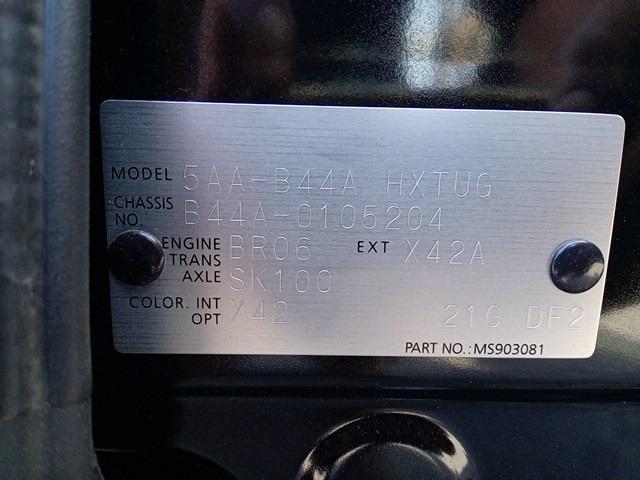 MODEL 5AA-B44A HXTUG
CHASSIS NO. B44A-0105204
ENGINE BR06 EXT X42A
TRANS AXLE SK10C
COLOR. INT X42
OPT 21G DF2
PART NO.: MS903081